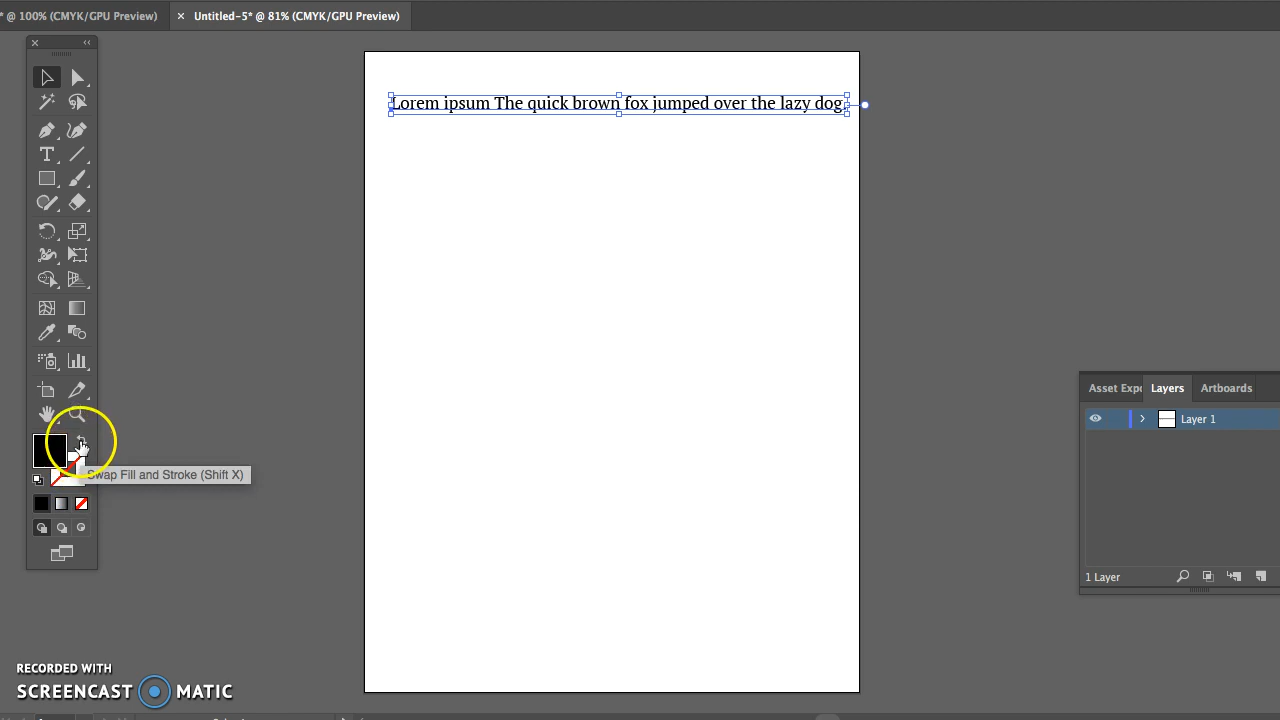 * @ 100% (CMYK/GPU Preview)
× Untitled-5* @ 81% (CMYK/GPU Preview)
Lorem ipsum The quick brown fox jumped over the lazy dog.
Asset Expo
Layers
Artboards
Layer 1
Swap Fill and Stroke (Shift X)
1 Layer
RECORDED WITH
SCREENCAST MATIC